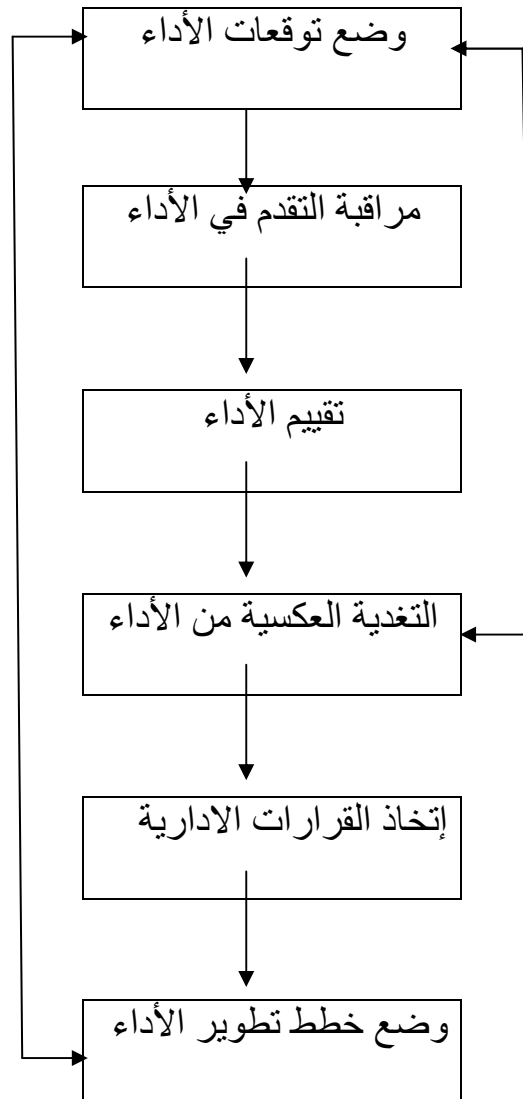 وضع توقعات الأداء
مراقبة التقدم في الأداء
تقييم الأداء
التغدية العكسية من الأداء
إتخاذ القرارات الادارية
وضع خطط تطوير الأداء